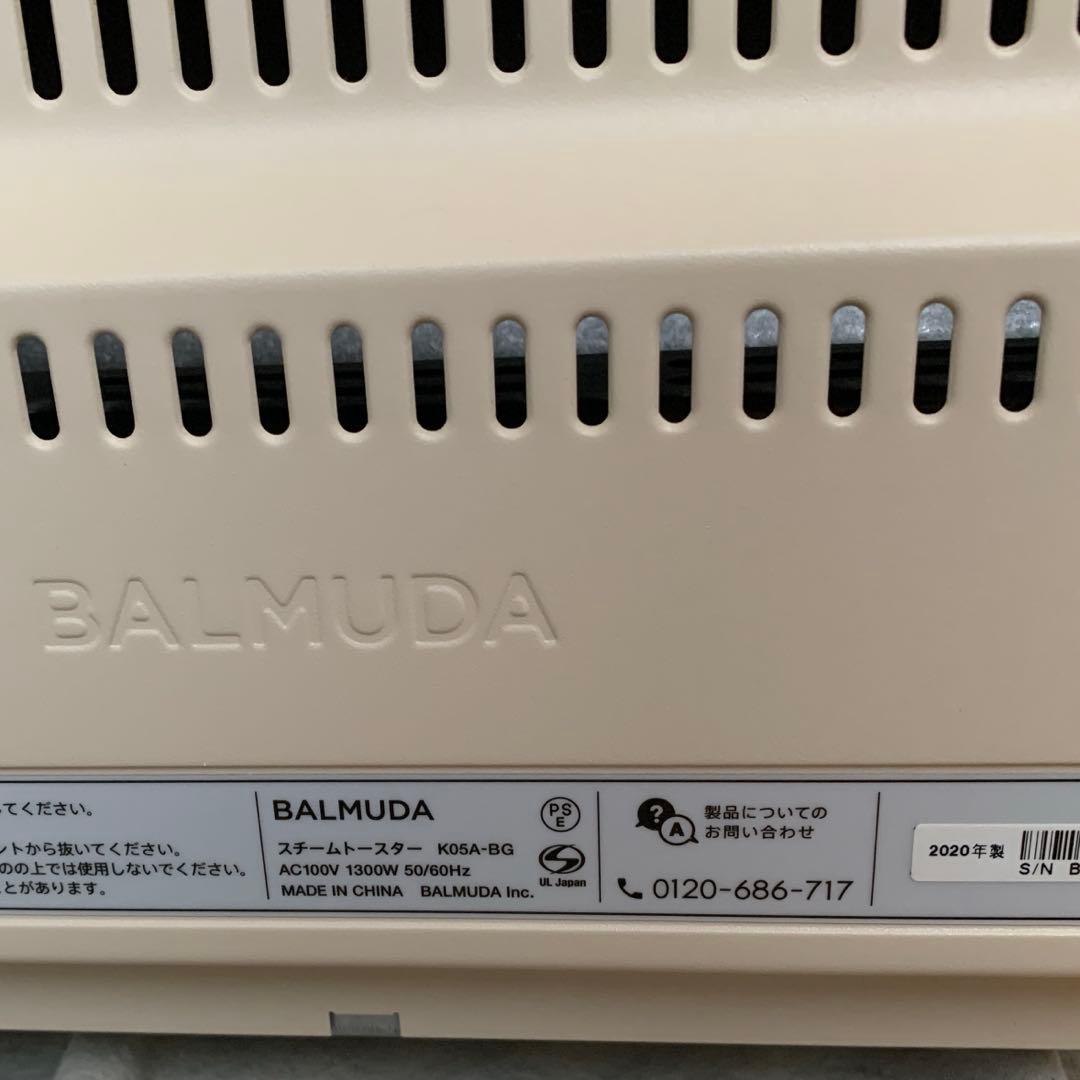 BALMUDA
てください。
ントから抜いてください。
のの上では使用しないでください。
とがあります。
BALMUDA
スチームトースター K05A-BG
AC100V 1300W 50/60Hz
MADE IN CHINA BALMUDA Inc.
PS
E
S
UL Japan
? A
製品についての
お問い合わせ
0120-686-717
2020年製
S/N B